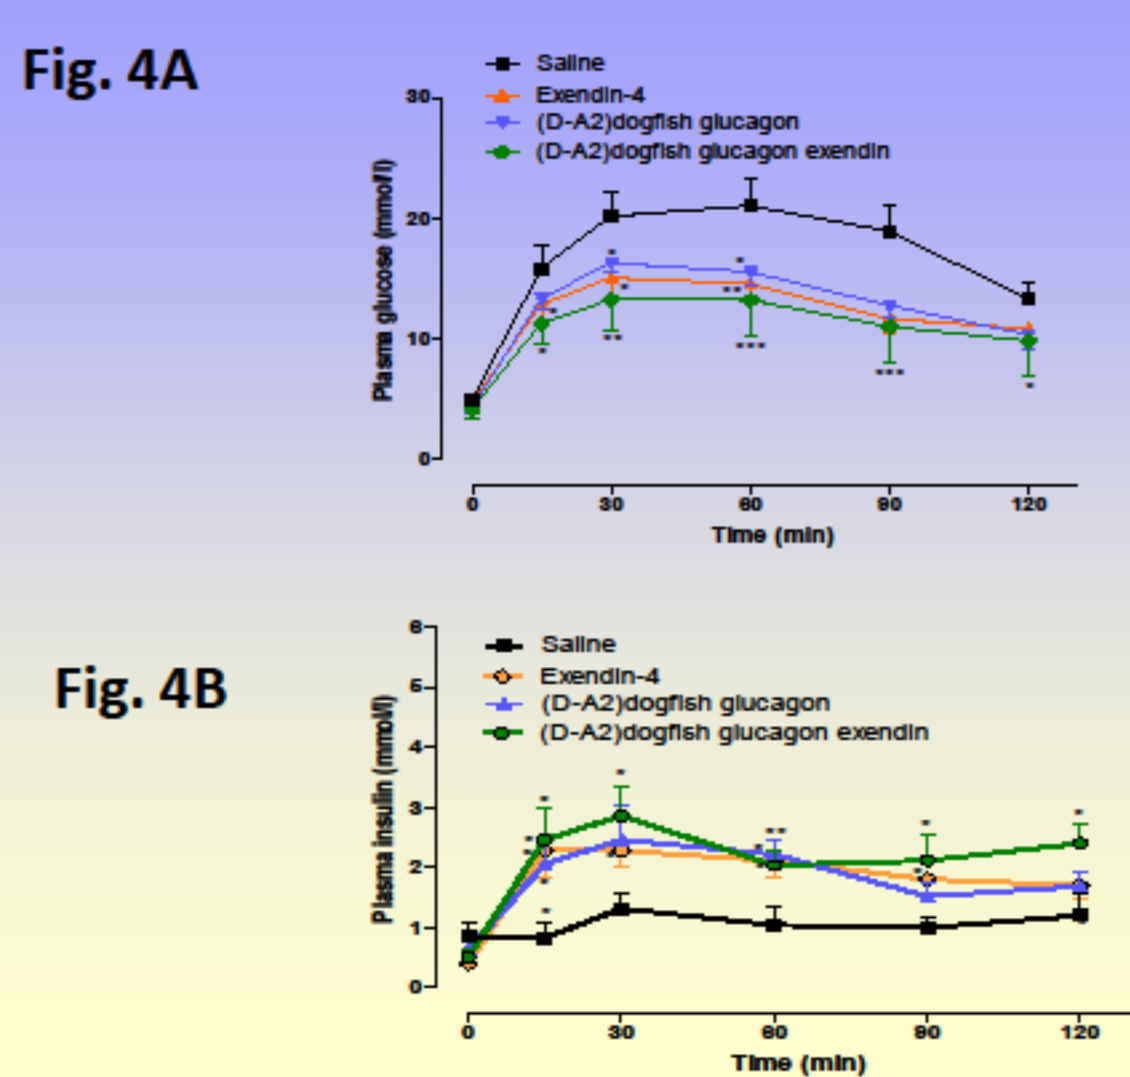 Fig. 4A
Saline
Exendin-4
(D-A2)dogfish glucagon
(D-A2)dogfish glucagon exendin
30
20
10
0
Plasma glucose (mmol/l)
* * * * ** * ** *** *** *
0 30 60 90 120
Time (min)
Fig. 4B
Saline
Exendin-4
(D-A2)dogfish glucagon
(D-A2)dogfish glucagon exendin
6
5
4
3
2
1
0
Plasma insulin (mmol/l)
0 30 60 90 120
Time (min)